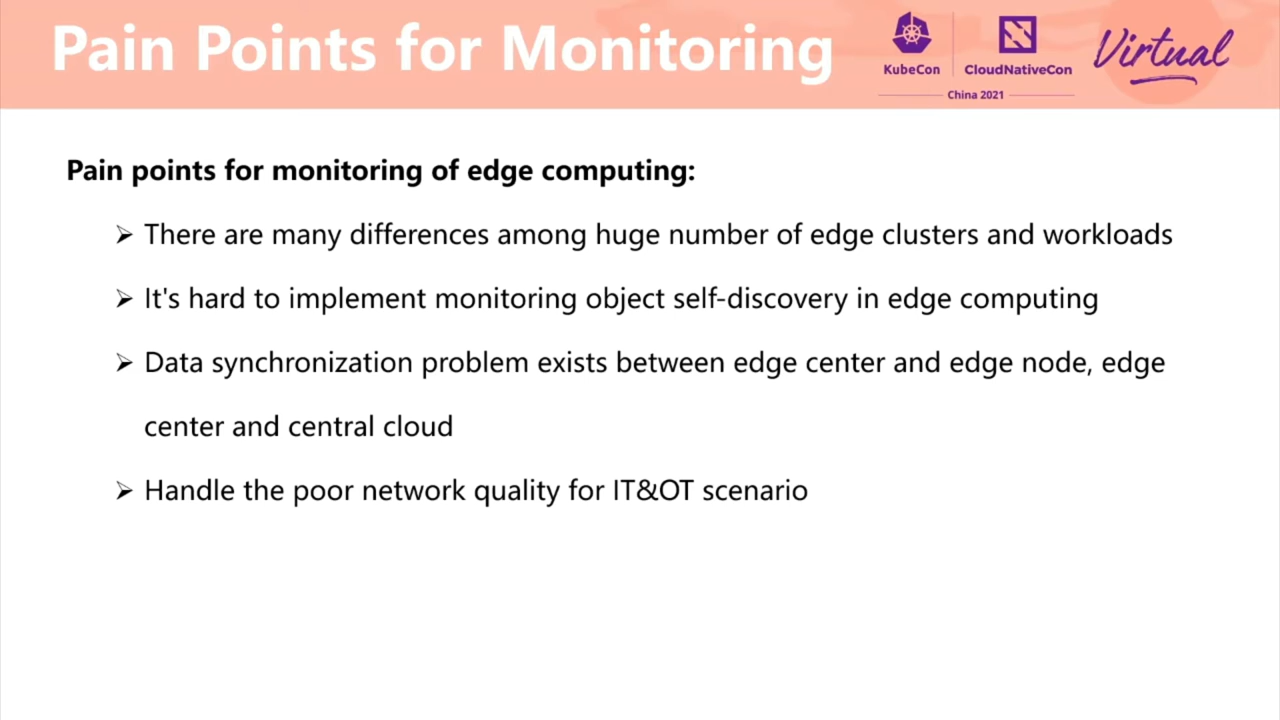 Pain Points for Monitoring
KubeCon
CloudNativeCon
Virtual
China 2021
Pain points for monitoring of edge computing:
There are many differences among huge number of edge clusters and workloads
It's hard to implement monitoring object self-discovery in edge computing
Data synchronization problem exists between edge center and edge node, edge
center and central cloud
Handle the poor network quality for IT&OT scenario